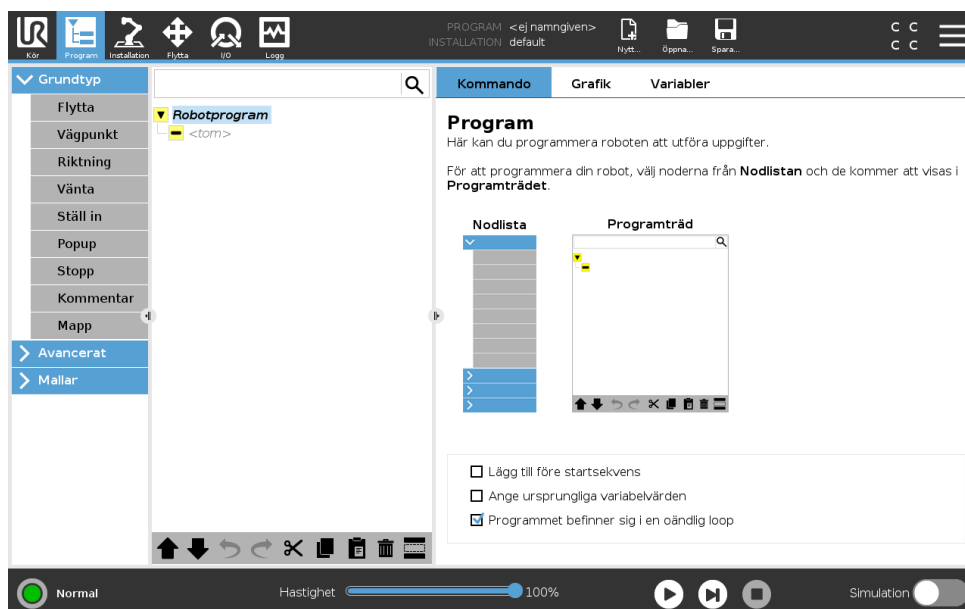 UR
Kör
Program
Installation
Flytta
I/O
Logg
PROGRAM <ej namngiven>
INSTALLATION default
Nytt...
Öppna...
Spara...
C C
C C
Grundtyp
Flytta
Vägpunkt
Riktning
Vänta
Ställ in
Popup
Stopp
Kommentar
Mapp
Avancerat
Mallar
Robotprogram
<tom>
Kommando
Grafik
Variabler
Program
Här kan du programmera roboten att utföra uppgifter.
För att programmera din robot, välj noderna från Nodlistan och de kommer att visas i
Programträdet.
Nodlista
Programträd
Lägg till före startsekvens
Ange ursprungliga variabelvärden
Programmet befinner sig i en oändlig loop
Normal
Hastighet
100%
Simulation